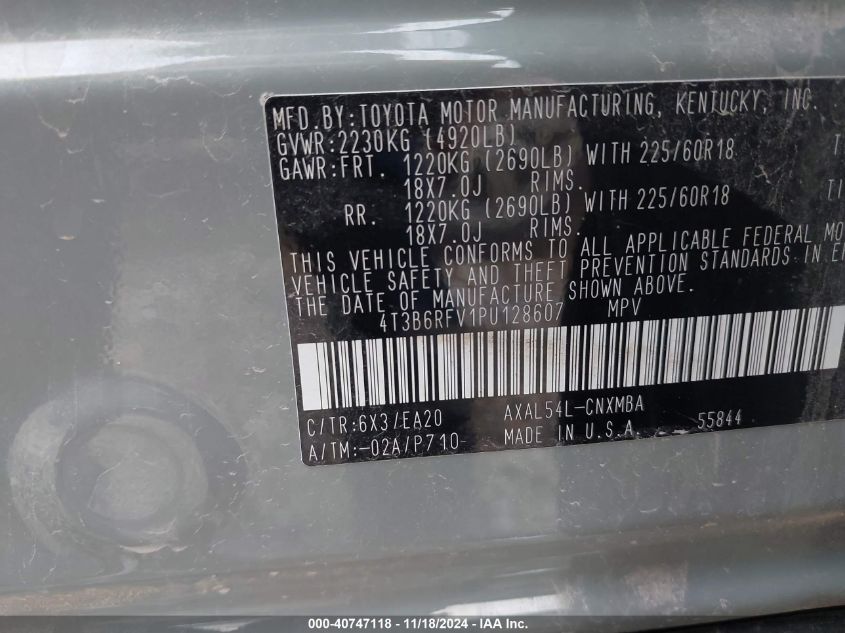 MFD.BY:TOYOTA MOTOR MANUFACTURING, KENTUCKY, INC.
GVWR:2230KG (4920LB)
GAWR:FRT. 1220KG (2690LB) WITH 225/60R18 T
18X7.0J RIMS.
RR. 1220KG (2690LB) WITH 225/60R18 TI
18X7.0J RIMS.
THIS VEHICLE CONFORMS TO ALL APPLICABLE FEDERAL MO
VEHICLE SAFETY AND THEFT PREVENTION STANDARDS IN E
THE DATE OF MANUFACTURE SHOWN ABOVE.
4T3B6RFV1PU128607 MPV
C/TR:6X3/EA20 AXAL54L-CNXMBA
A/TM:-02A/P710- MADE IN U.S.A. 55844
000-40747118 - 11/18/2024 - IAA Inc.